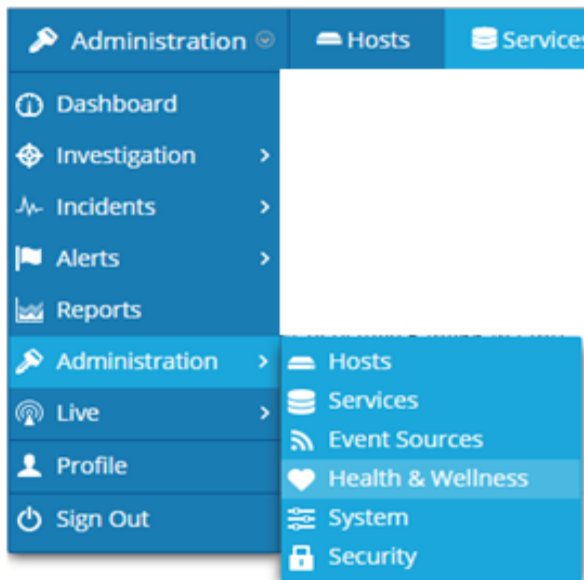 Administration Hosts Services
Dashboard
Investigation
Incidents
Alerts
Reports
Administration
Live
Profile
Sign Out
Hosts
Services
Event Sources
Health & Wellness
System
Security